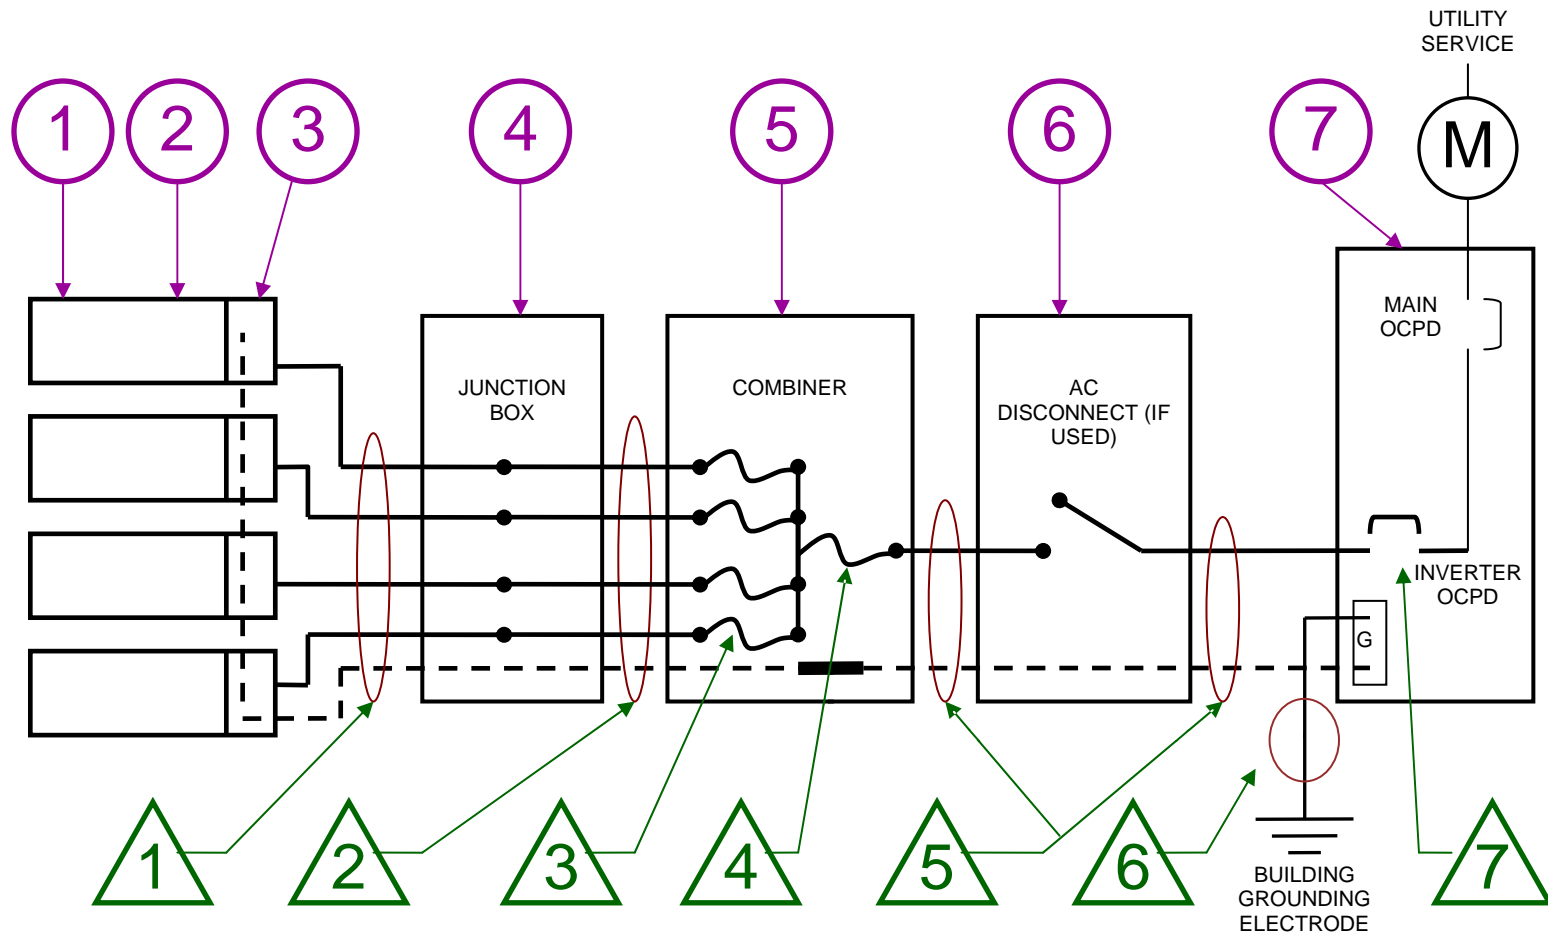 UTILITY
SERVICE
1 2 3 4 5 6 7
M
MAIN
OCPD
JUNCTION
BOX
COMBINER
AC
DISCONNECT (IF
USED)
INVERTER
OCPD
G
1 2 3 4 5 6 7
BUILDING
GROUNDING
ELECTRODE